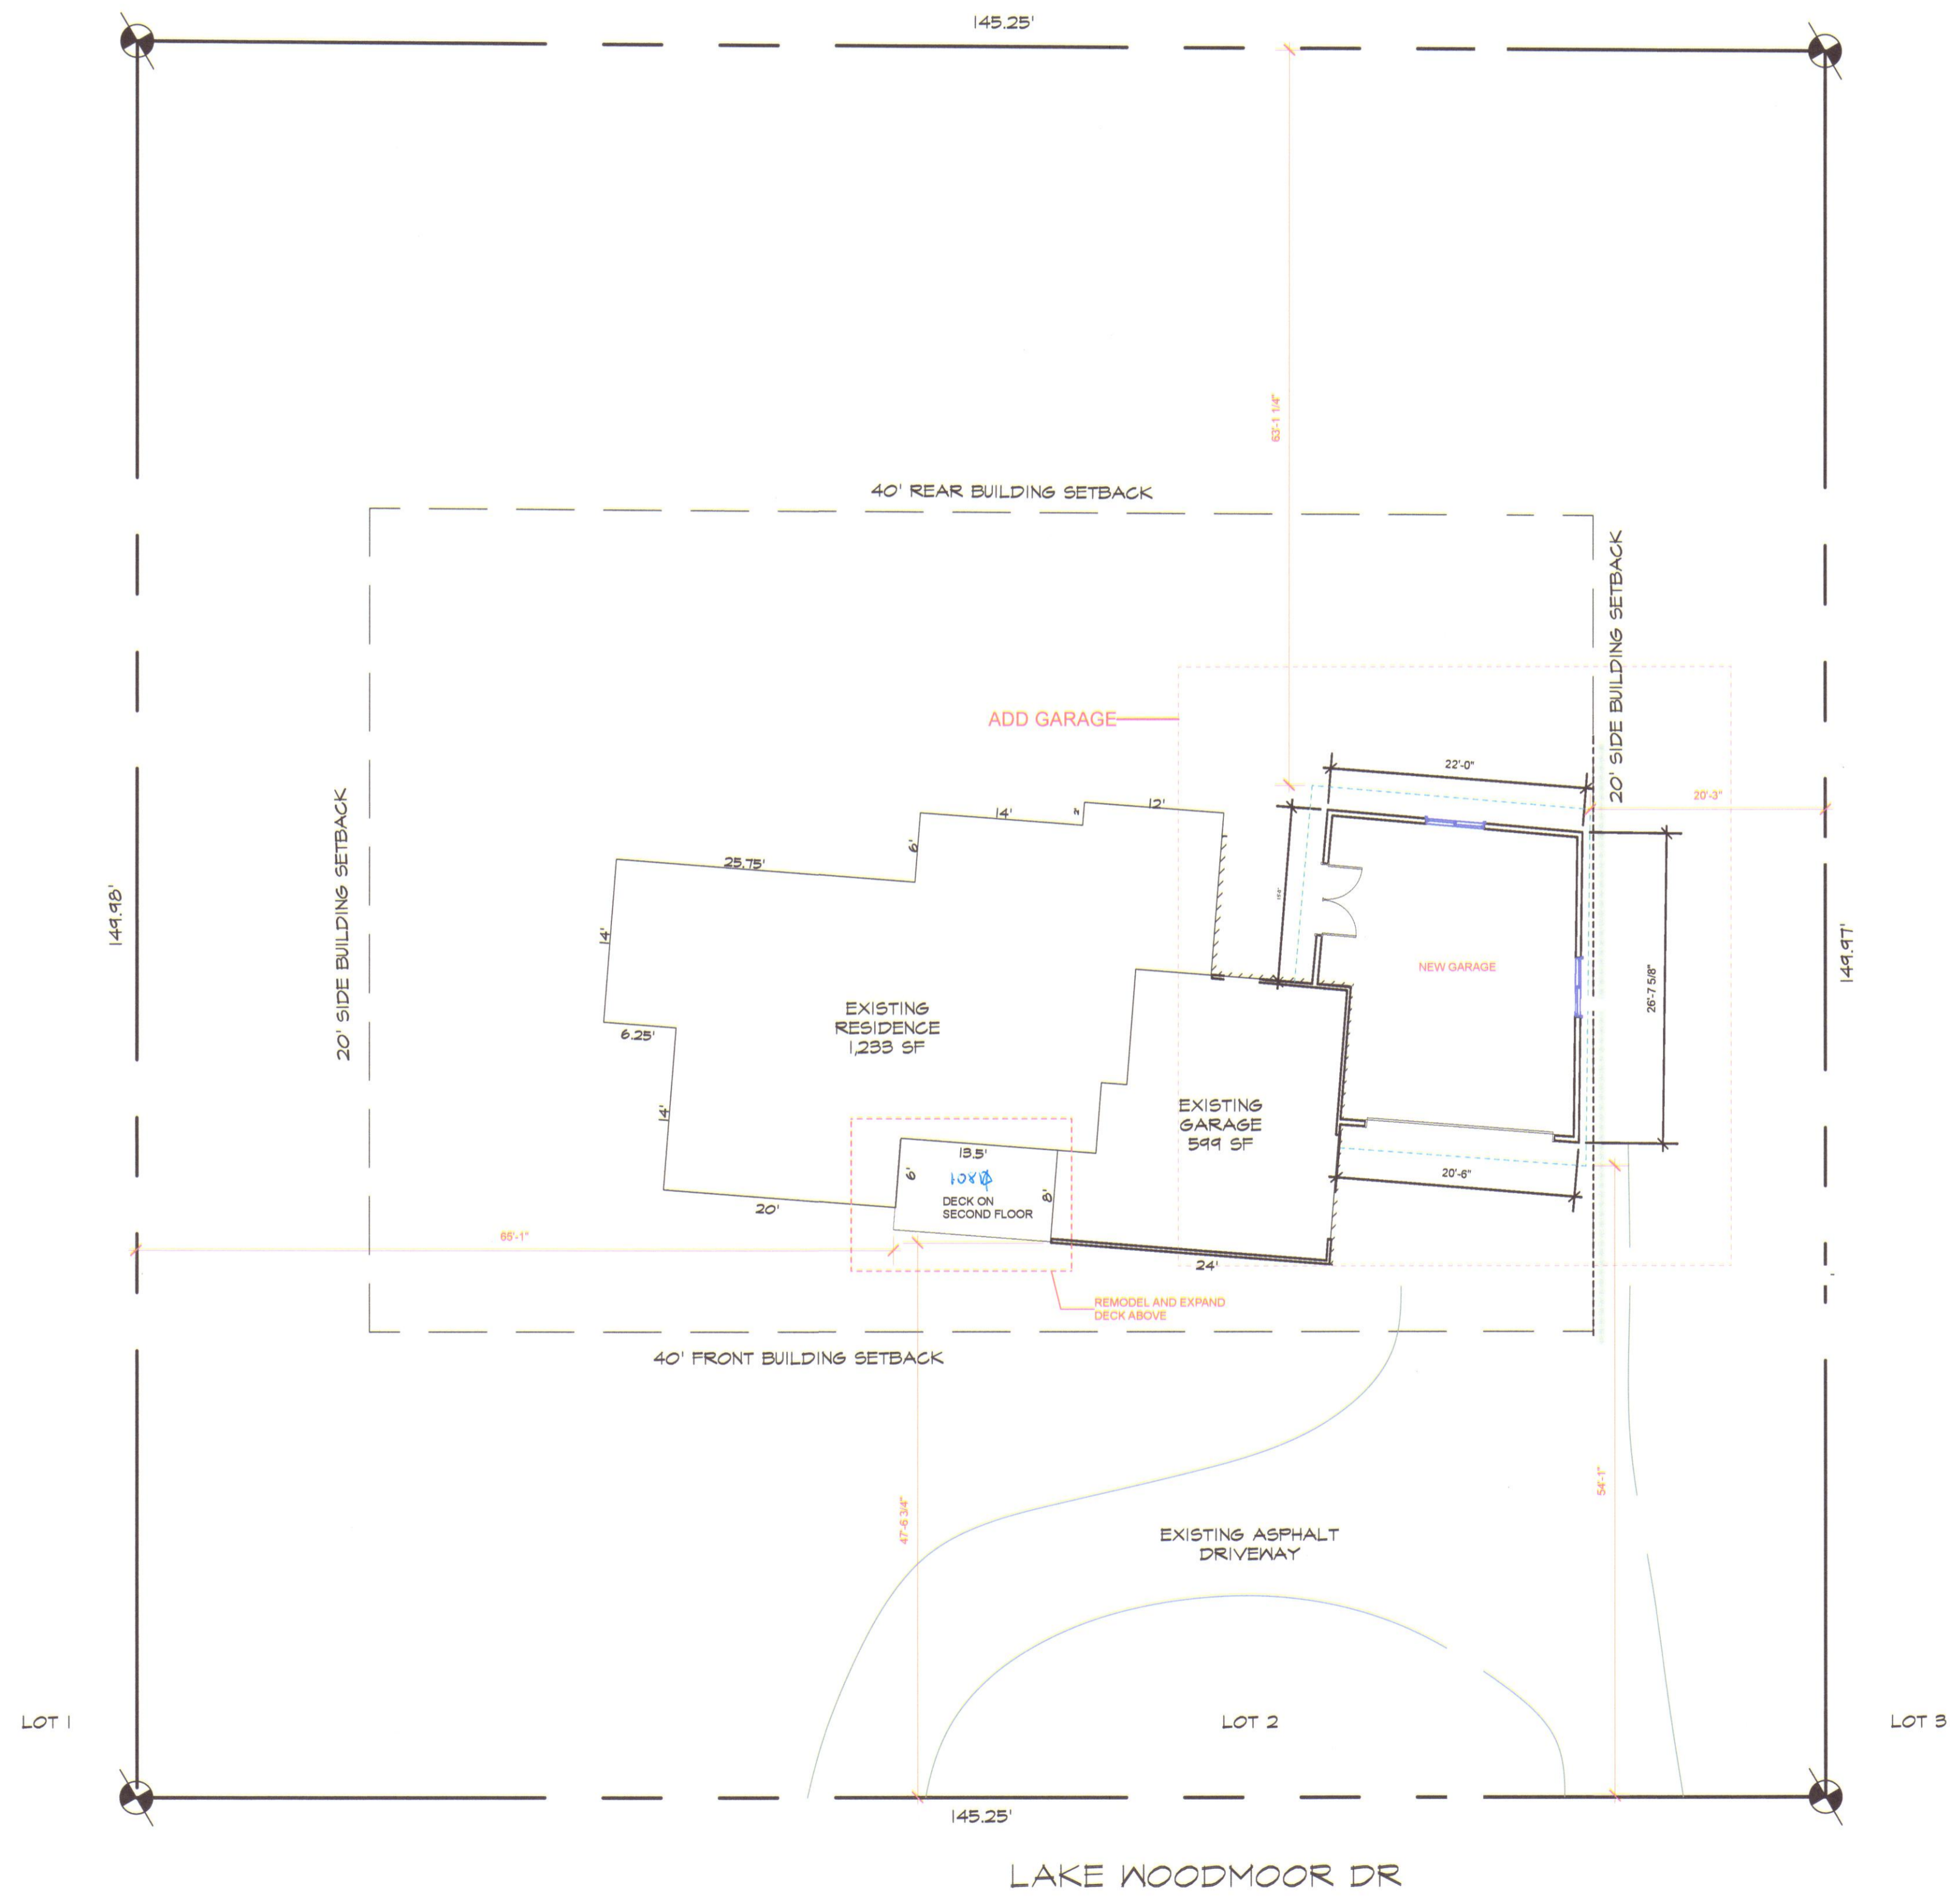 145.25'
63'-1 1/4"
40' REAR BUILDING SETBACK
20' SIDE BUILDING SETBACK
ADD GARAGE
22'-0"
20'-3"
14'
2'
12'
6'
25.75'
14'
149.98'
20' SIDE BUILDING SETBACK
149.97'
NEW GARAGE
26'-7 5/8"
6.25'
EXISTING
RESIDENCE
1,233 SF
14'
EXISTING
GARAGE
599 SF
13.5'
6'
108
8'
DECK ON
SECOND FLOOR
20'-6"
20'
65'-1"
24'
REMODEL AND EXPAND
DECK ABOVE
40' FRONT BUILDING SETBACK
47'-6 3/4"
54'-1"
EXISTING ASPHALT
DRIVEWAY
LOT 1
LOT 2
LOT 3
145.25'
LAKE WOODMOOR DR